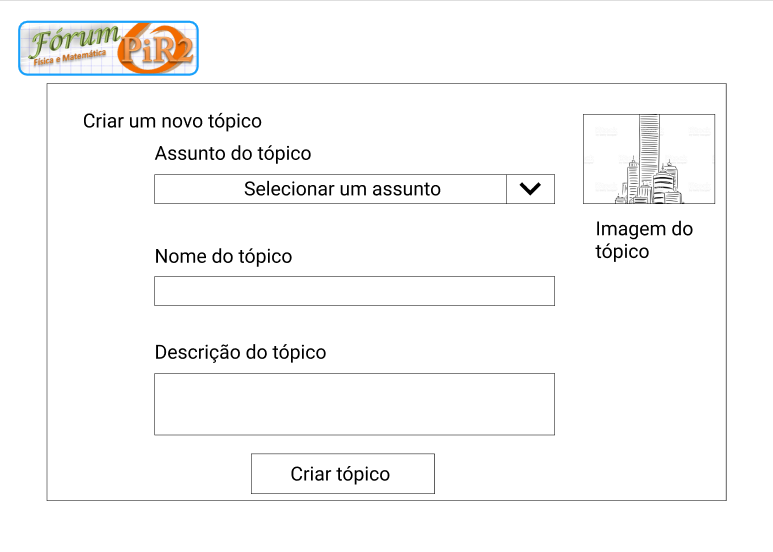 Fórum
Física e Matemática
PiR2
Criar um novo tópico
Assunto do tópico
Selecionar um assunto
Imagem do
tópico
Nome do tópico
Descrição do tópico
Criar tópico